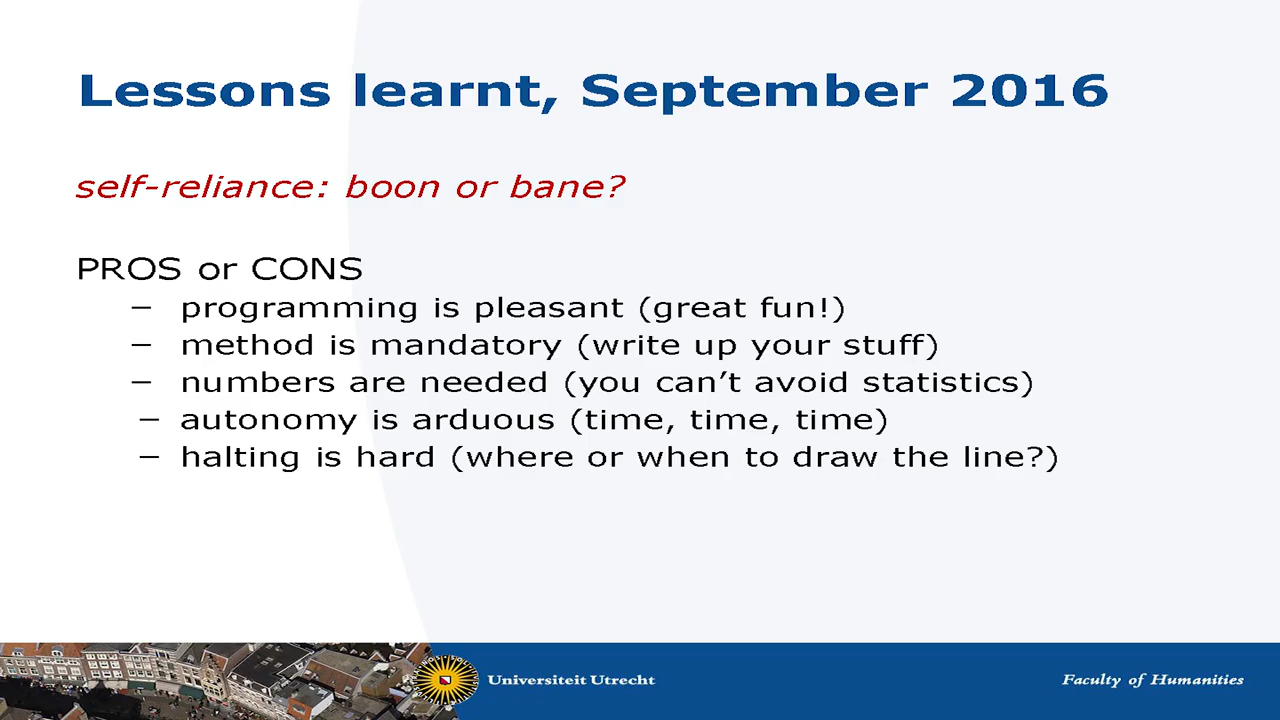 Lessons learnt, September 2016
self-reliance: boon or bane?
PROS or CONS
– programming is pleasant (great fun!)
– method is mandatory (write up your stuff)
– numbers are needed (you can’t avoid statistics)
– autonomy is arduous (time, time, time)
– halting is hard (where or when to draw the line?)
Universiteit Utrecht
Faculty of Humanities